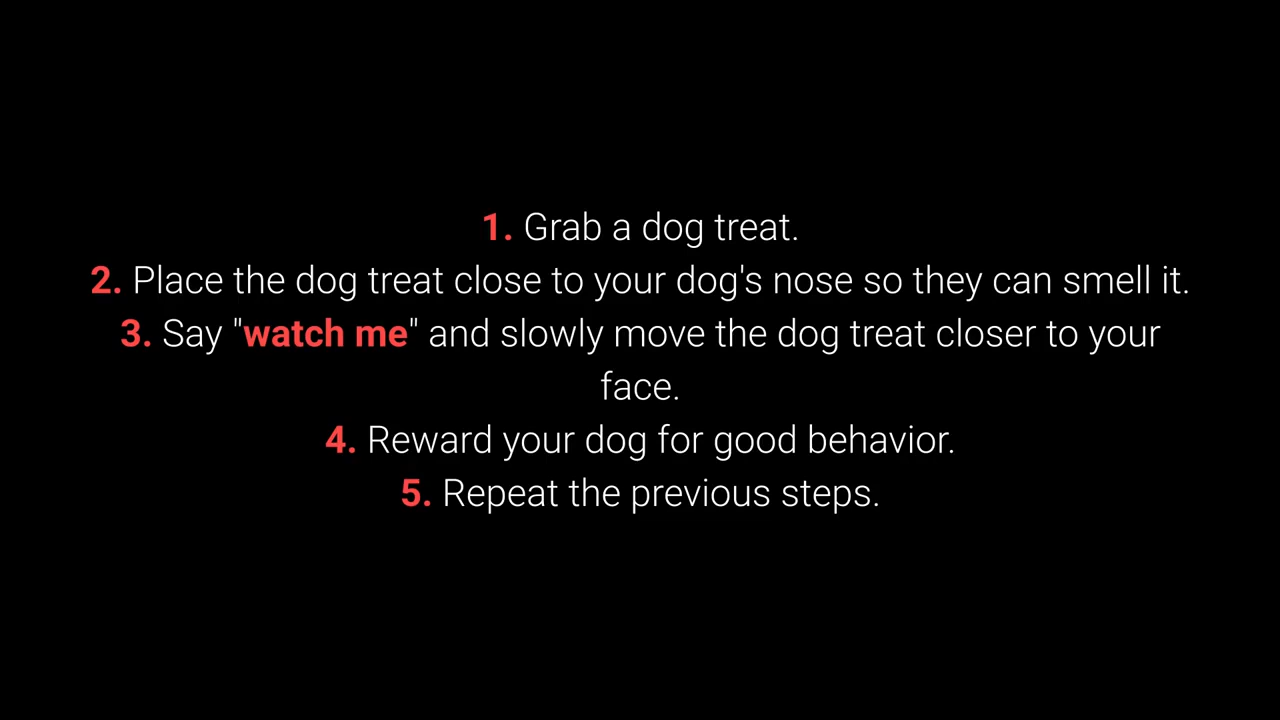 1. Grab a dog treat.
2. Place the dog treat close to your dog's nose so they can smell it.
3. Say "watch me" and slowly move the dog treat closer to your
face.
4. Reward your dog for good behavior.
5. Repeat the previous steps.